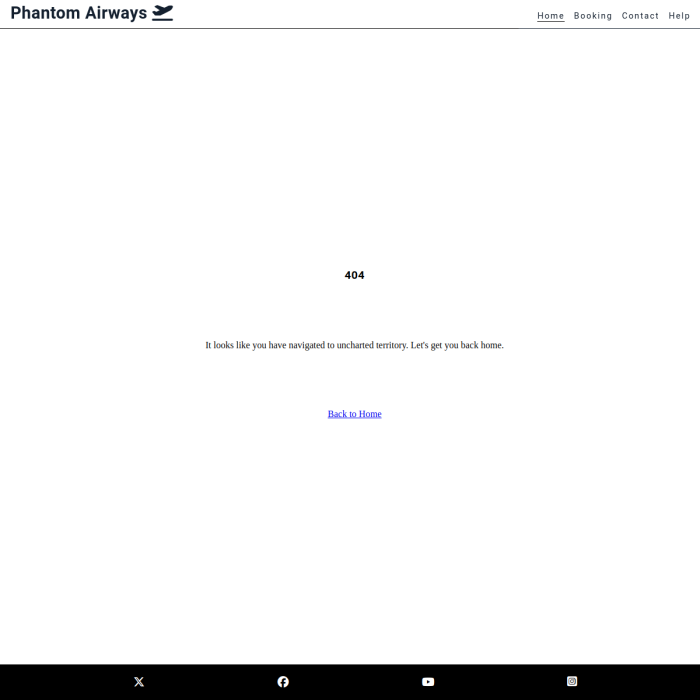 Phantom Airways
Home Booking Contact Help
404
It looks like you have navigated to uncharted territory. Let's get you back home.
Back to Home